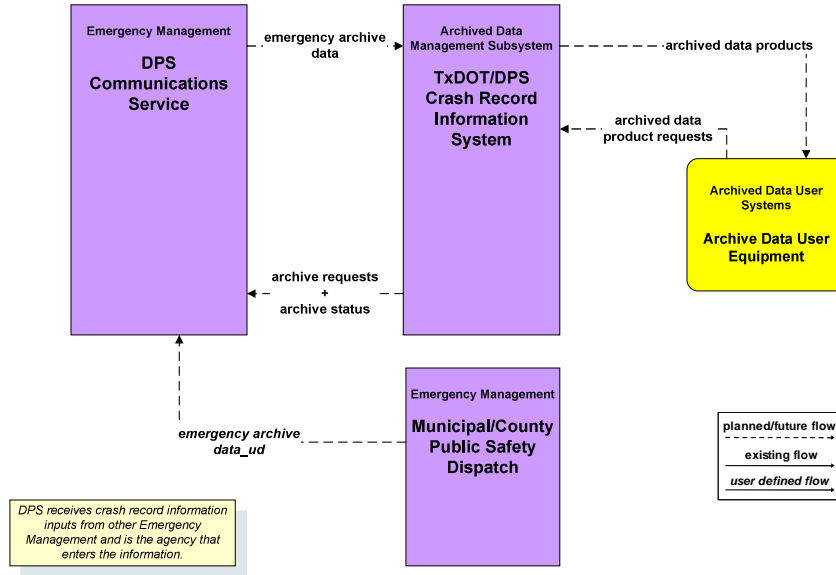 Emergency Management
DPS
Communications
Service
emergency archive
data
Archived Data
Management Subsystem
TxDOT/DPS
Crash Record
Information
System
archived data products
archived data
product requests
Archived Data User
Systems
Archive Data User
Equipment
archive requests
+
archive status
Emergency Management
Municipal/County
Public Safety
Dispatch
emergency archive
data_ud
planned/future flow
existing flow
user defined flow
DPS receives crash record information
inputs from other Emergency
Management and is the agency that
enters the information.